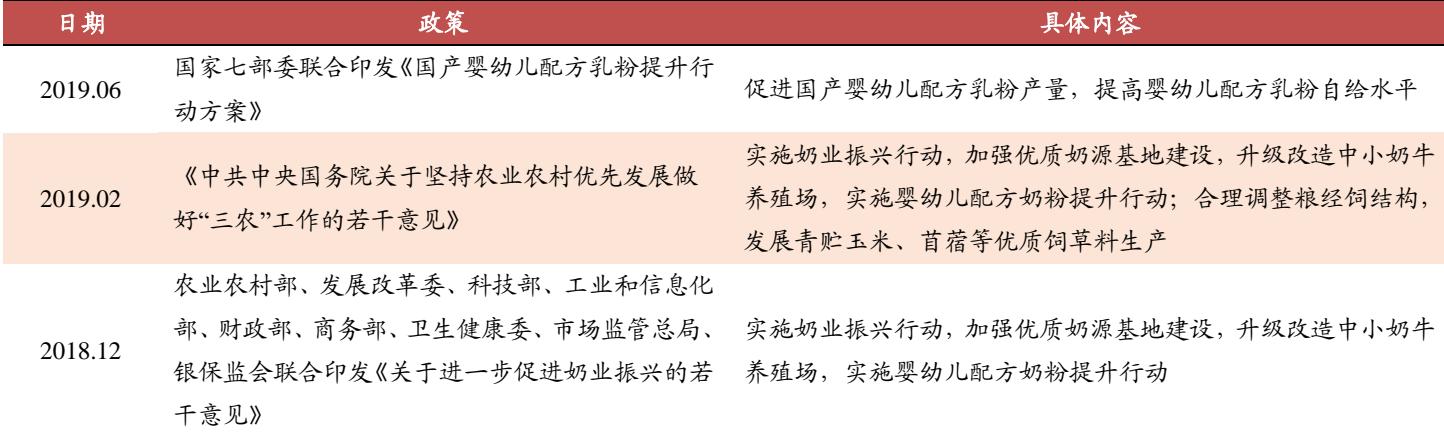 日期 政策 具体内容
国家七部委联合印发《国产婴幼儿配方乳粉提升行
2019.06
动方案》
促进国产婴幼儿配方乳粉产量，提高婴幼儿配方乳粉自给水平
2019.02
《中共中央国务院关于坚持农业农村优先发展做
好“三农”工作的若干意见》
实施奶业振兴行动，加强优质奶源基地建设，升级改造中小奶牛
养殖场，实施婴幼儿配方奶粉提升行动；合理调整粮经饲结构，
发展青贮玉米、苜蓿等优质饲草料生产
2018.12
农业农村部、发展改革委、科技部、工业和信息化
部、财政部、商务部、卫生健康委、市场监管总局、
银保监会联合印发《关于进一步促进奶业振兴的若
干意见》
实施奶业振兴行动，加强优质奶源基地建设，升级改造中小奶牛
养殖场，实施婴幼儿配方奶粉提升行动